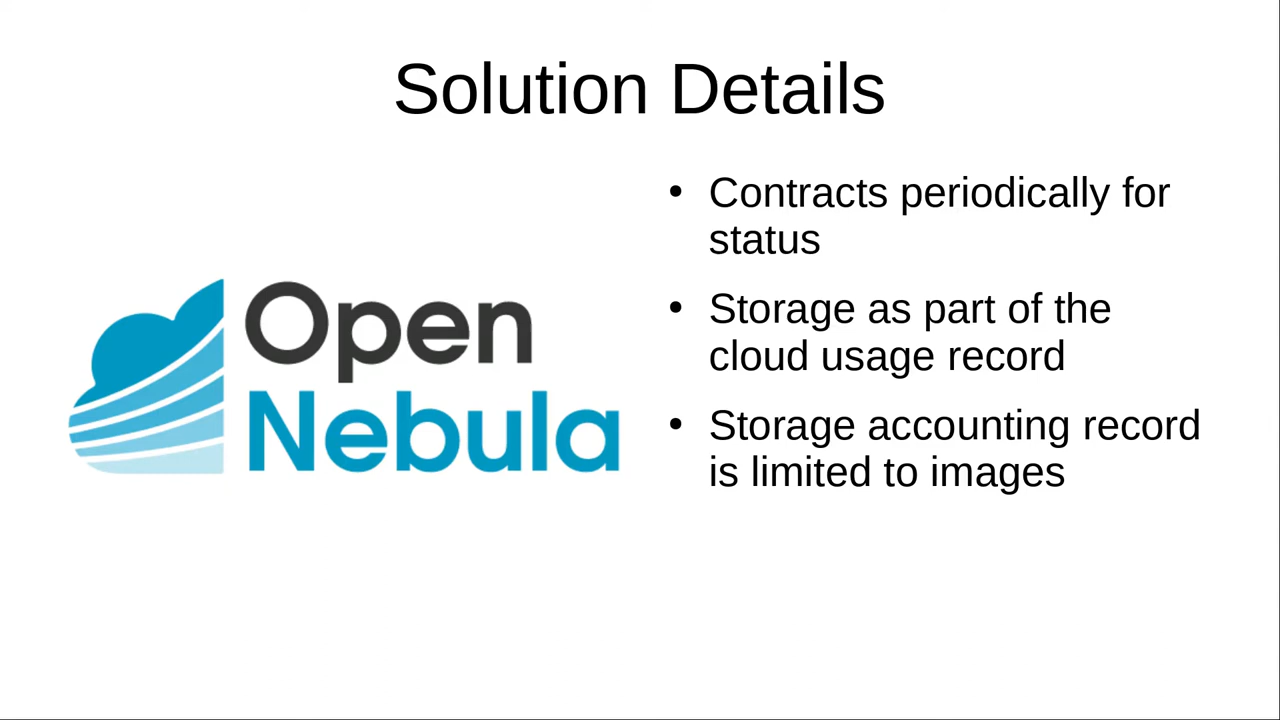 Solution Details
• Contracts periodically for
status
Open
Nebula
• Storage as part of the
cloud usage record
• Storage accounting record
is limited to images